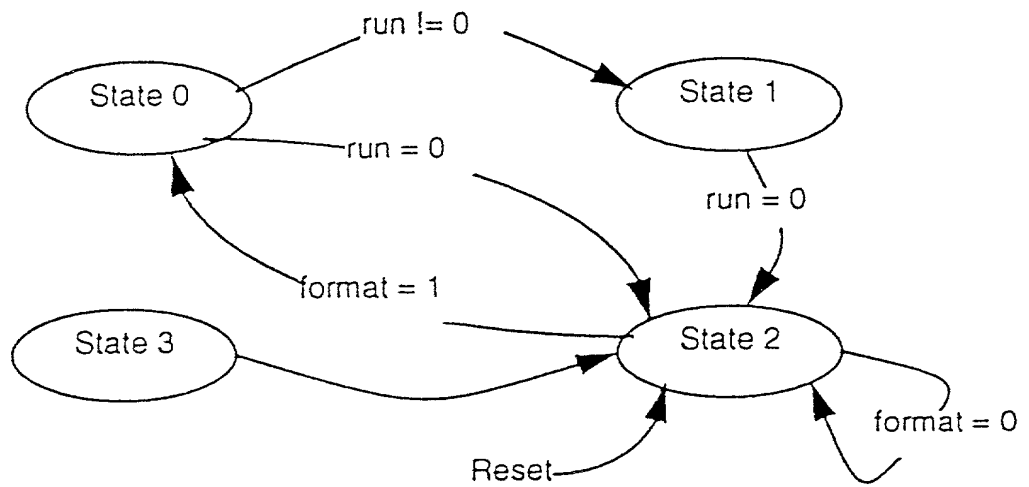 run != 0
State 0
State 1
run = 0
run = 0
format = 1
State 3
State 2
format = 0
Reset